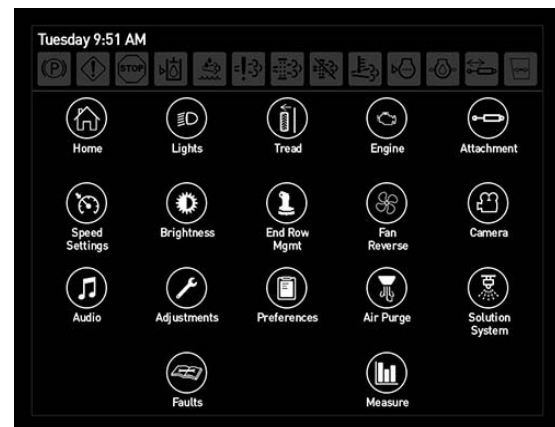 Tuesday 9:51 AM
(P) STOP
Home Lights Tread Engine Attachment
Speed Settings Brightness End Row Mgmt Fan Reverse Camera
Audio Adjustments Preferences Air Purge Solution System
Faults Measure